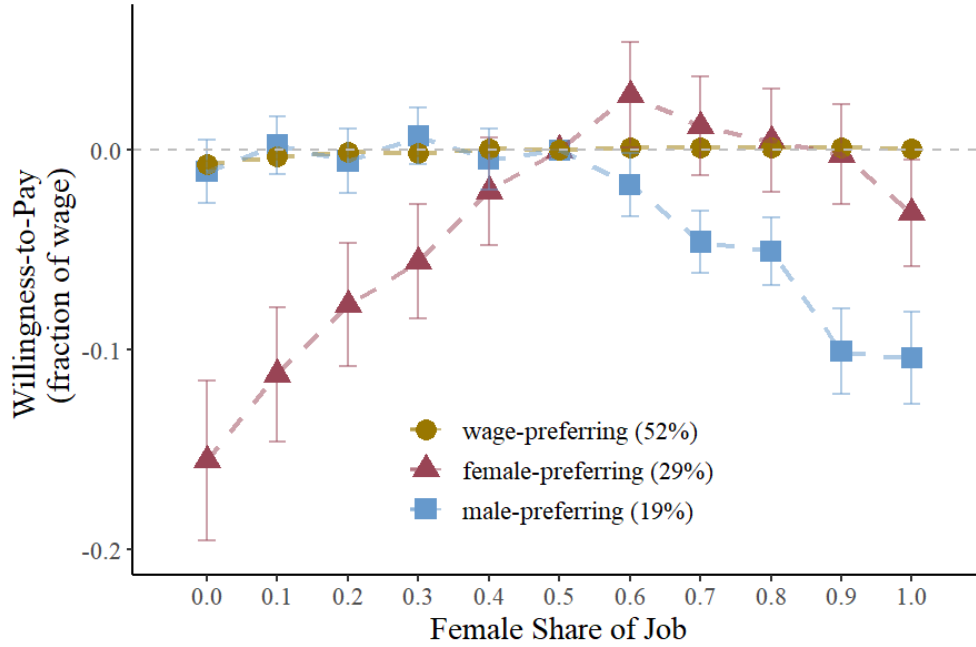 Willingness-to-Pay
(fraction of wage)
0.0
-0.1
-0.2
wage-preferring (52%)
female-preferring (29%)
male-preferring (19%)
0.0 0.1 0.2 0.3 0.4 0.5 0.6 0.7 0.8 0.9 1.0
Female Share of Job